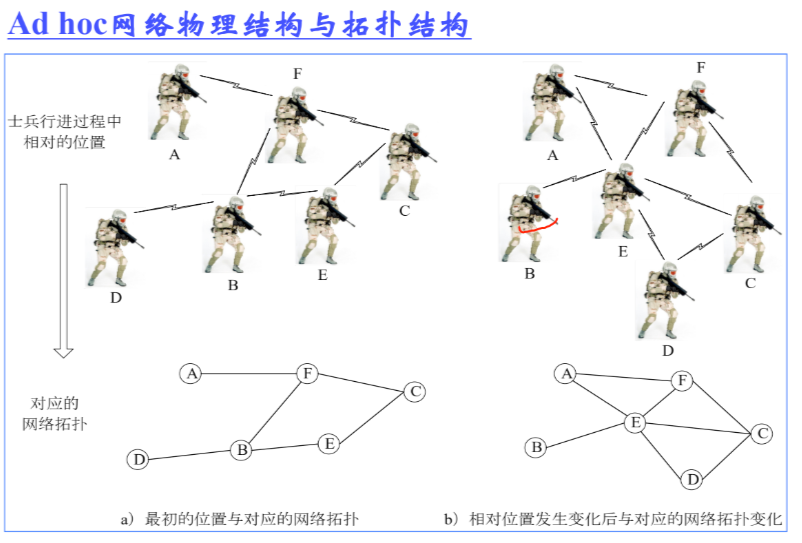 Ad hoc网络物理结构与拓扑结构
士兵行进过程中
相对的位置
A
F
C
D
B
E
A
F
B
E
C
D
对应的
网络拓扑
A
F
C
D
B
E
A
F
E
B
C
D
a）最初的位置与对应的网络拓扑
b）相对位置发生变化后与对应的网络拓扑变化